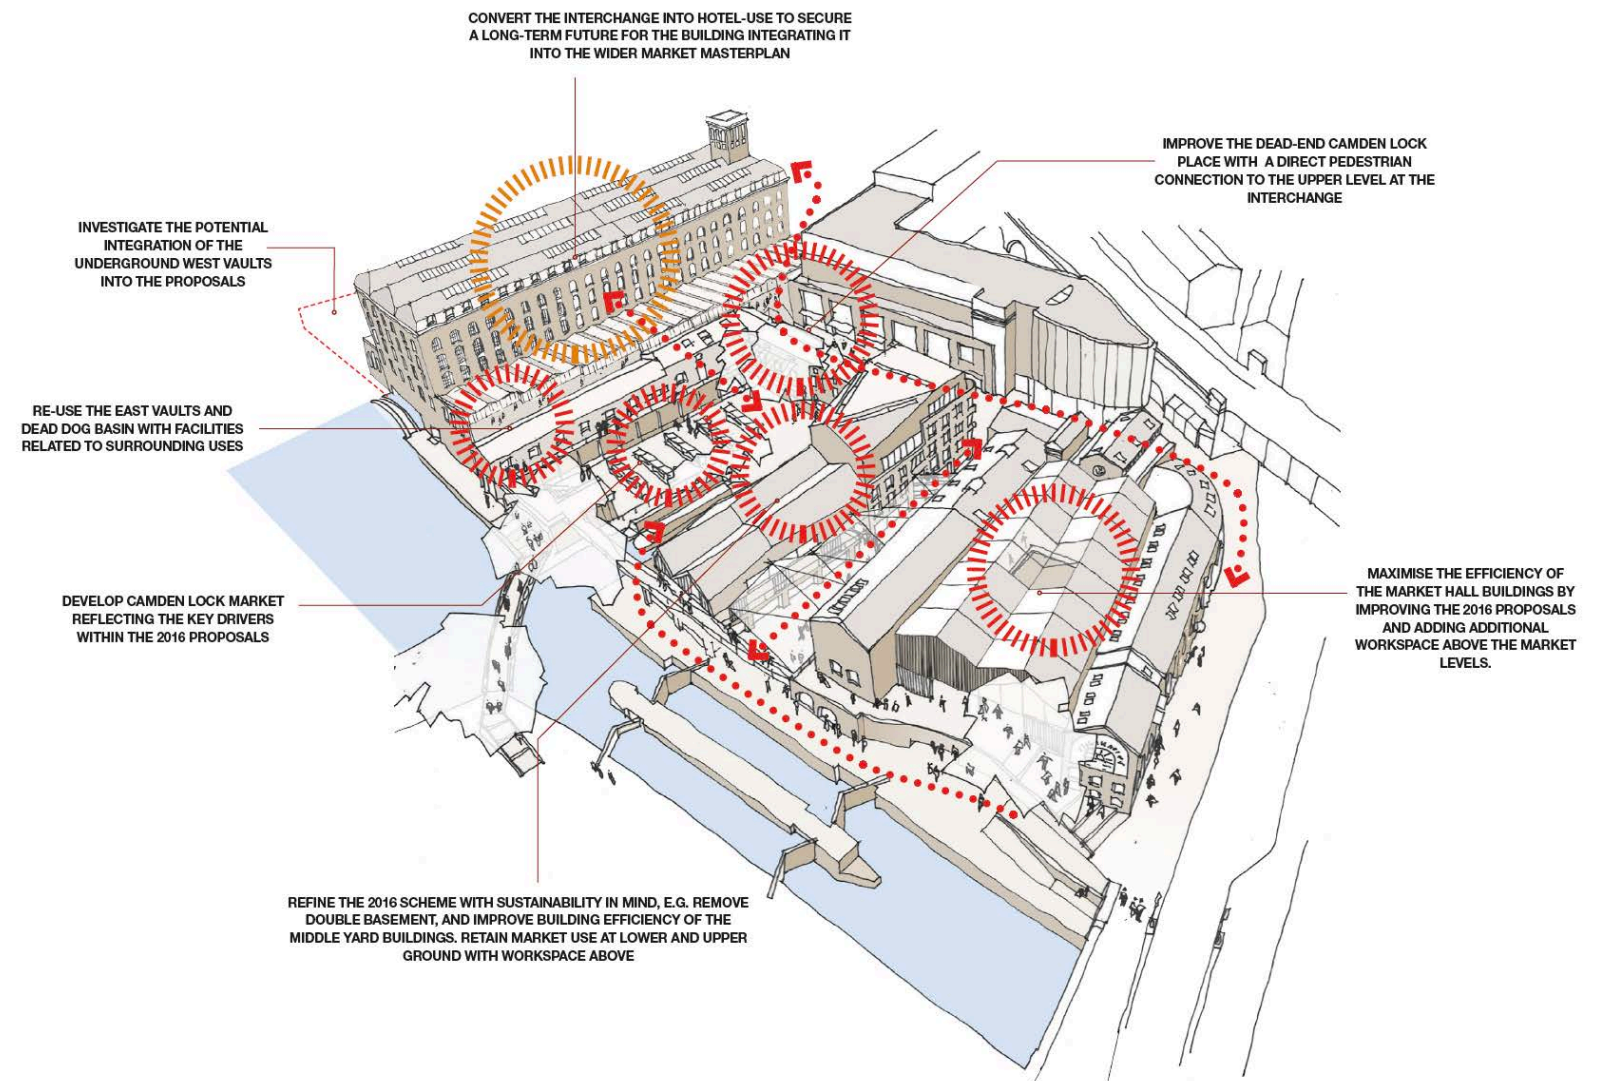 CONVERT THE INTERCHANGE INTO HOTEL-USE TO SECURE
A LONG-TERM FUTURE FOR THE BUILDING INTEGRATING IT
INTO THE WIDER MARKET MASTERPLAN
IMPROVE THE DEAD-END CAMDEN LOCK
PLACE WITH A DIRECT PEDESTRIAN
CONNECTION TO THE UPPER LEVEL AT THE
INTERCHANGE
INVESTIGATE THE POTENTIAL
INTEGRATION OF THE
UNDERGROUND WEST VAULTS
INTO THE PROPOSALS
RE-USE THE EAST VAULTS AND
DEAD DOG BASIN WITH FACILITIES
RELATED TO SURROUNDING USES
DEVELOP CAMDEN LOCK MARKET
REFLECTING THE KEY DRIVERS
WITHIN THE 2016 PROPOSALS
MAXIMISE THE EFFICIENCY OF
THE MARKET HALL BUILDINGS BY
IMPROVING THE 2016 PROPOSALS
AND ADDING ADDITIONAL
WORKSPACE ABOVE THE MARKET
LEVELS.
REFINE THE 2016 SCHEME WITH SUSTAINABILITY IN MIND, E.G. REMOVE
DOUBLE BASEMENT, AND IMPROVE BUILDING EFFICIENCY OF THE
MIDDLE YARD BUILDINGS. RETAIN MARKET USE AT LOWER AND UPPER
GROUND WITH WORKSPACE ABOVE